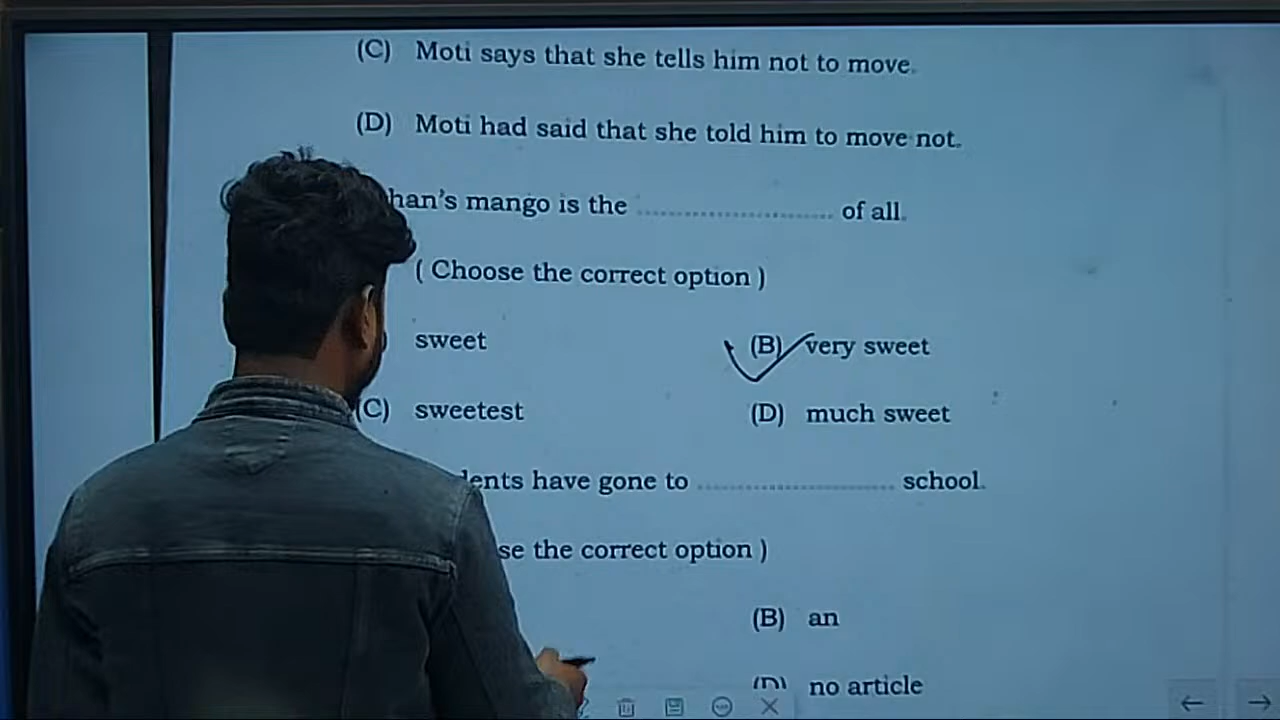 (C) Moti says that she tells him not to move.
(D) Moti had said that she told him to move not.
han's mango is the .................... of all.
( Choose the correct option )
sweet (B) very sweet
(C) sweetest (D) much sweet
dents have gone to .................... school.
se the correct option )
(B) an
(D) no article